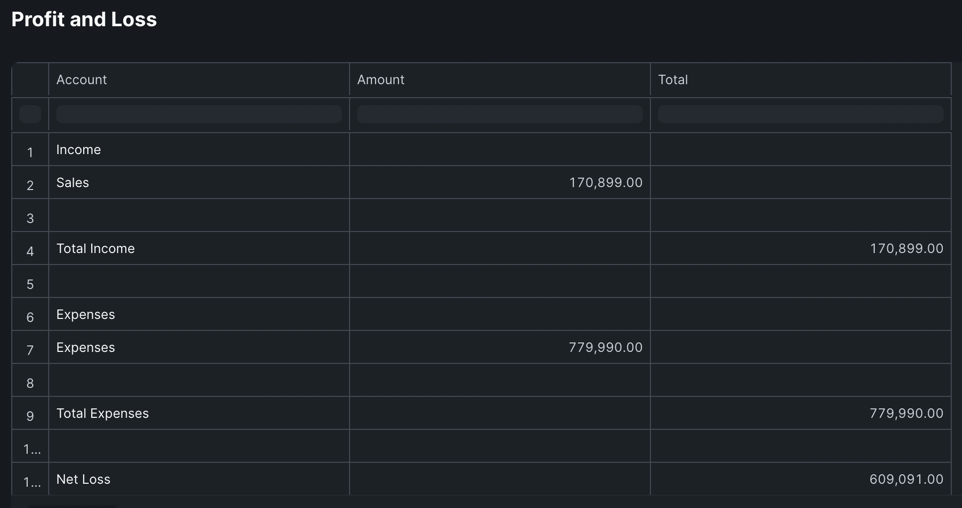 Profit and Loss
Account Amount Total
1 Income
2 Sales 170,899.00
3
4 Total Income 170,899.00
5
6 Expenses
7 Expenses 779,990.00
8
9 Total Expenses 779,990.00
1...
1... Net Loss 609,091.00